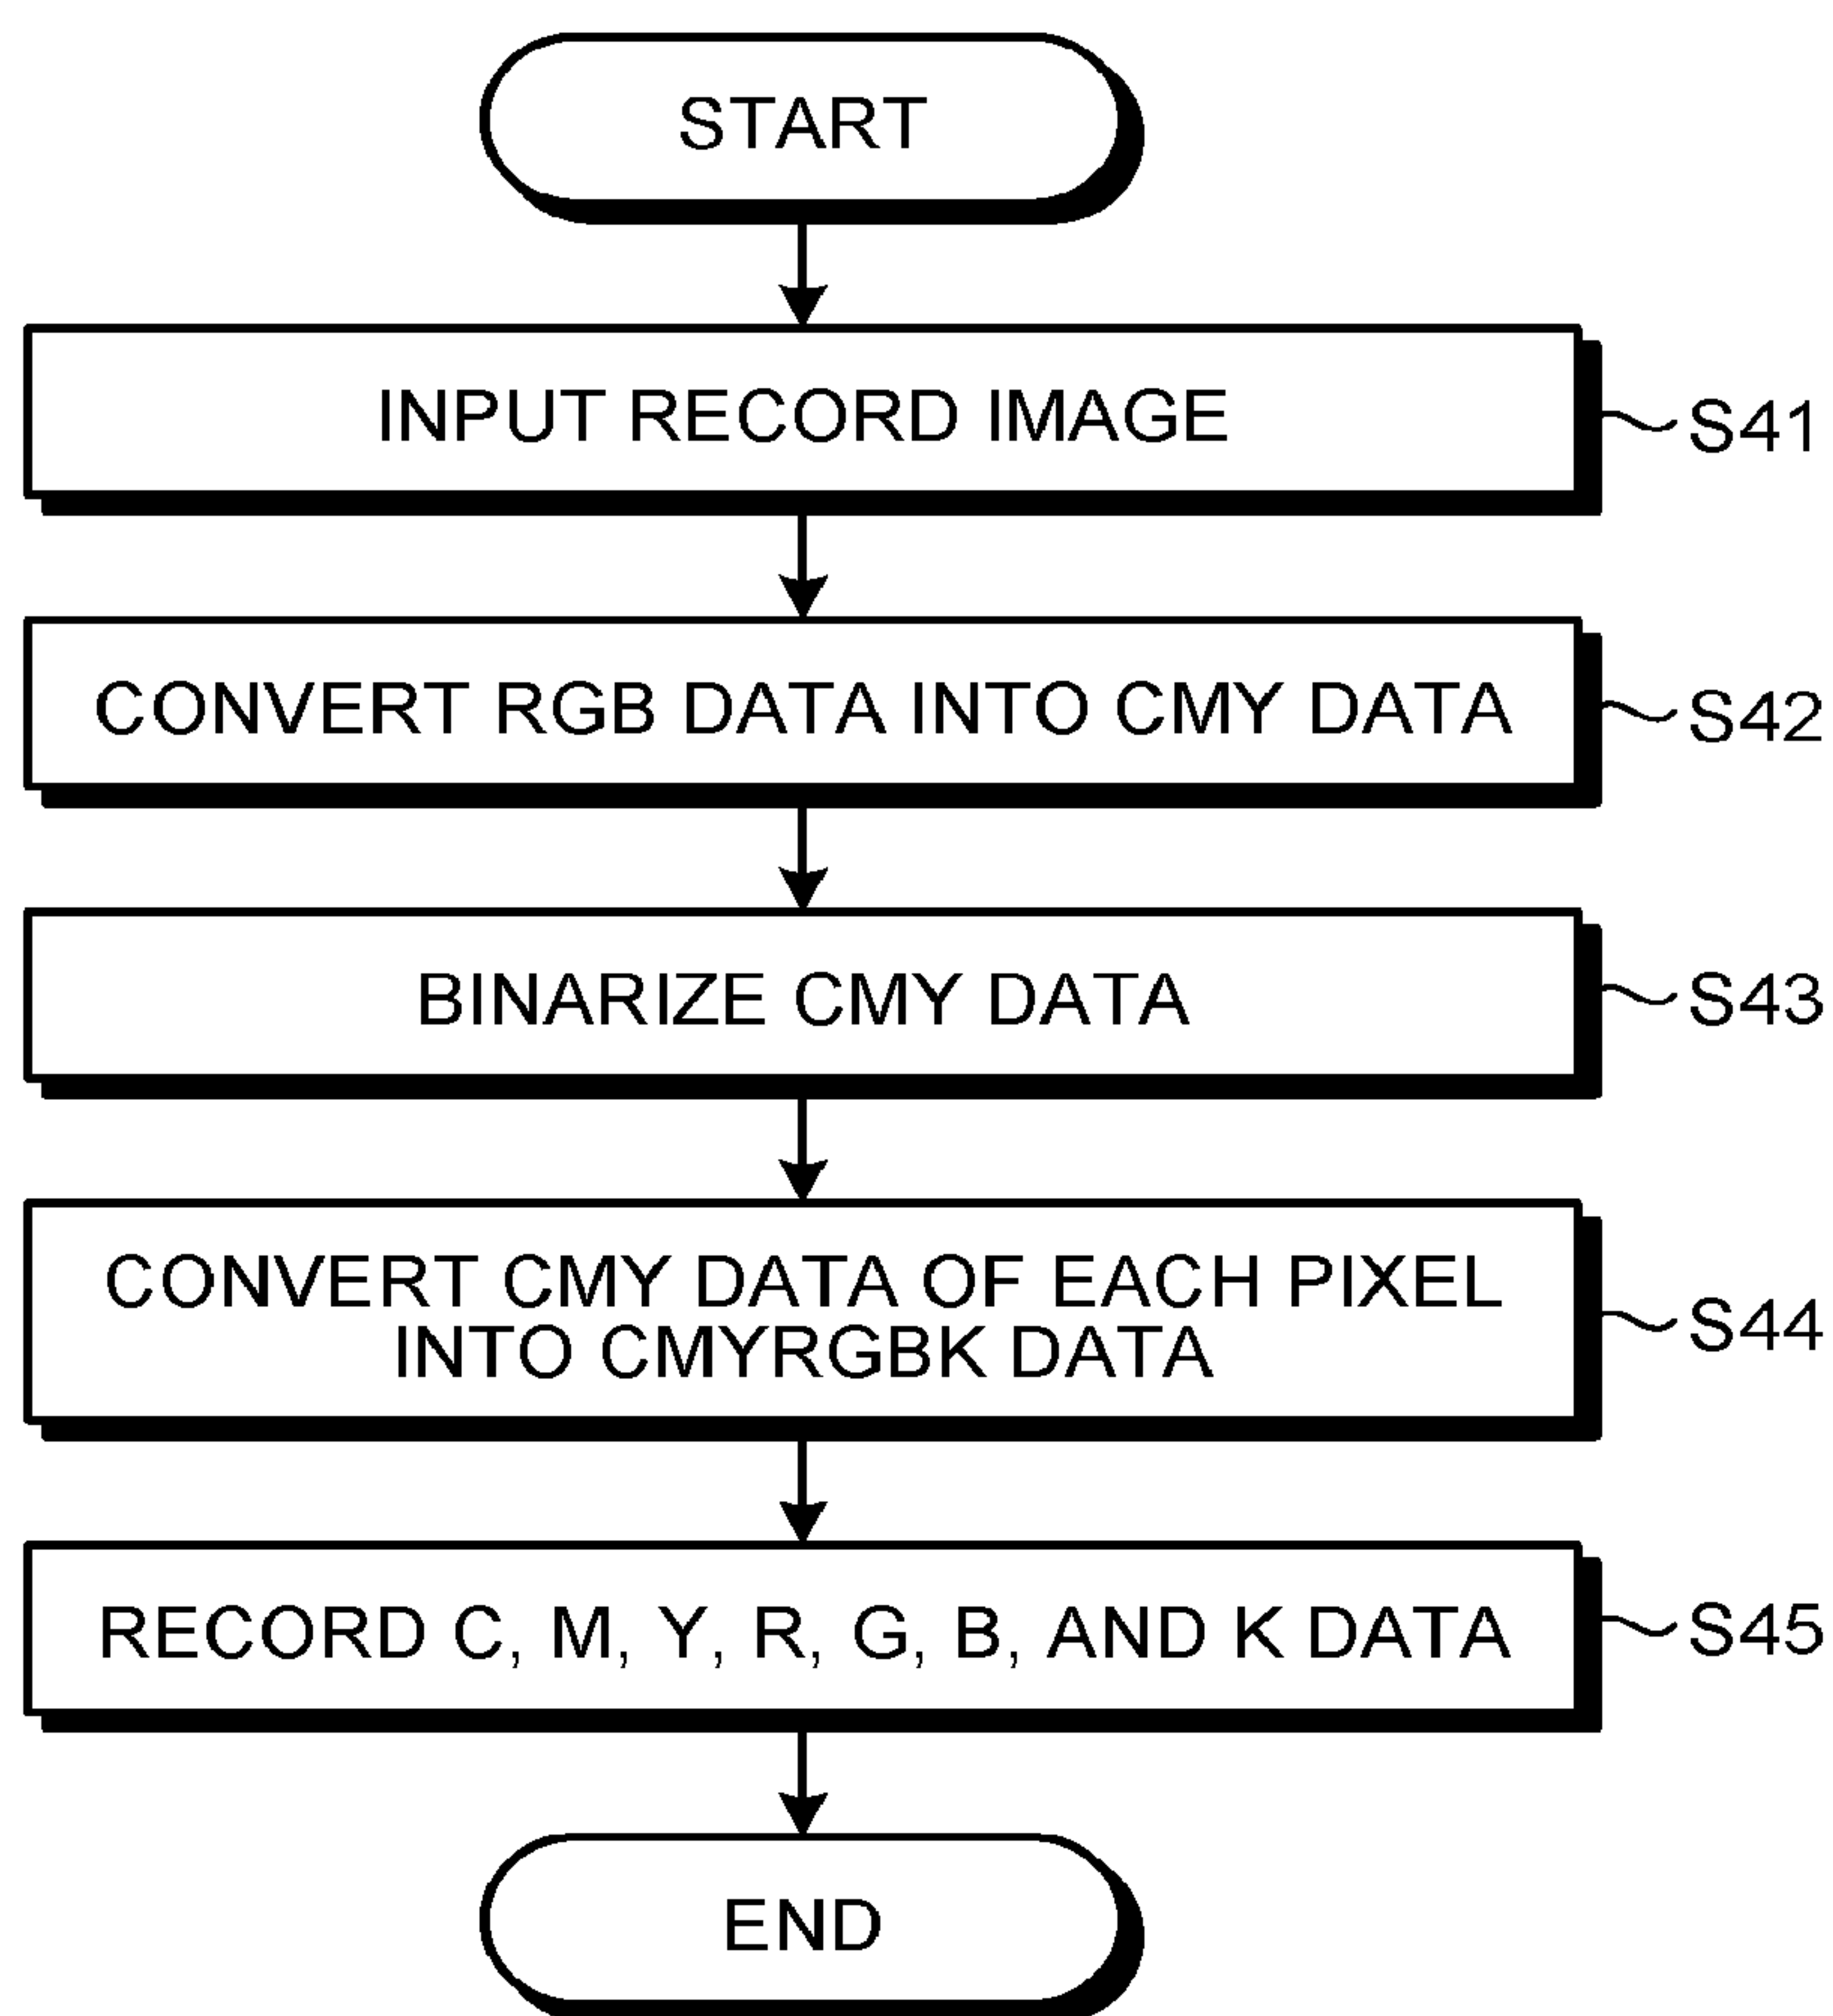 START
INPUT RECORD IMAGE
S41
CONVERT RGB DATA INTO CMY DATA
S42
BINARIZE CMY DATA
S43
CONVERT CMY DATA OF EACH PIXEL
INTO CMYRGBK DATA
S44
RECORD C, M, Y, R, G, B, AND K DATA
S45
END